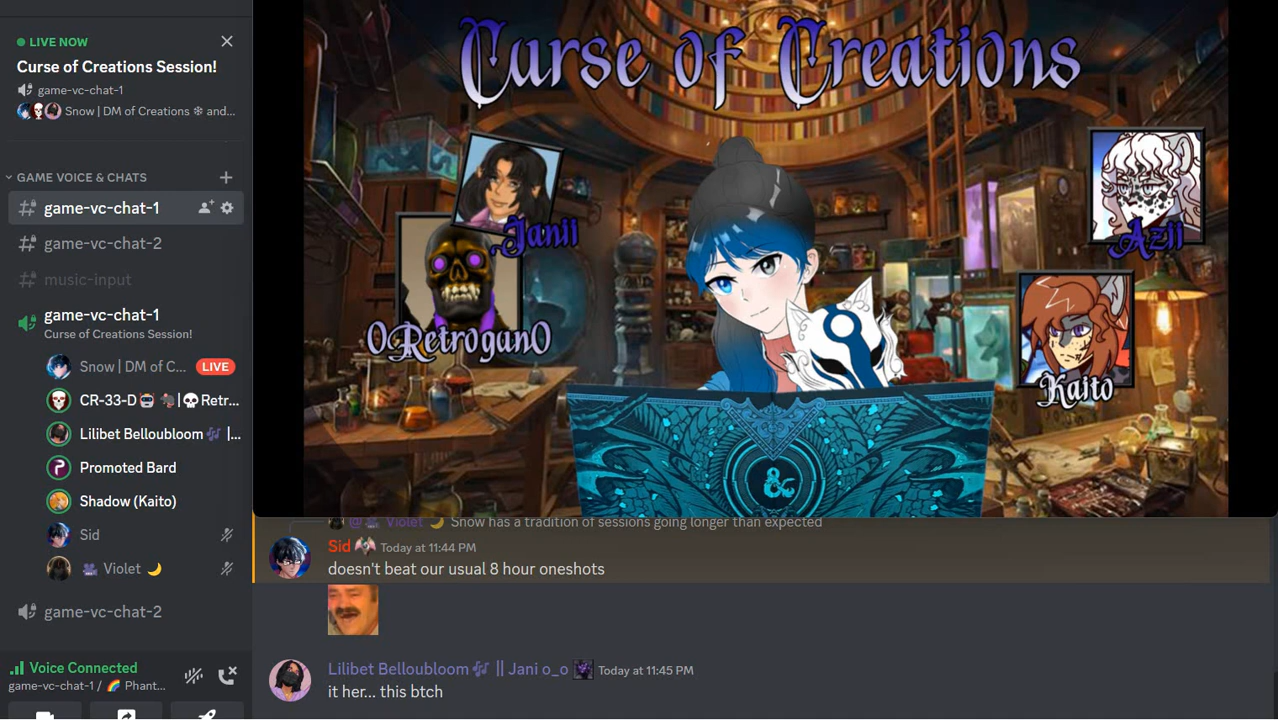 LIVE NOW
Curse of Creations Session!
game-vc-chat-1
Snow | DM of Creations ❄ and...
GAME VOICE & CHATS
game-vc-chat-1
game-vc-chat-2
music-input
game-vc-chat-1
Curse of Creations Session!
Snow | DM of C... LIVE
CR-33-D 🤖 🦬 |💀Retr...
Lilibet Belloubloom 🎶 |...
Promoted Bard
Shadow (Kaito)
Sid
Violet 🌙
game-vc-chat-2
Voice Connected
game-vc-chat-1 / 🌈 Phant...
Curse of Creations
Janii
0Retrogan0
Azii
Kaito
&
@ Violet 🌙 Snow has a tradition of sessions going longer than expected
Sid Today at 11:44 PM
doesn't beat our usual 8 hour oneshots
Lilibet Belloubloom 🎶 || Jani o_o Today at 11:45 PM
it her... this btch